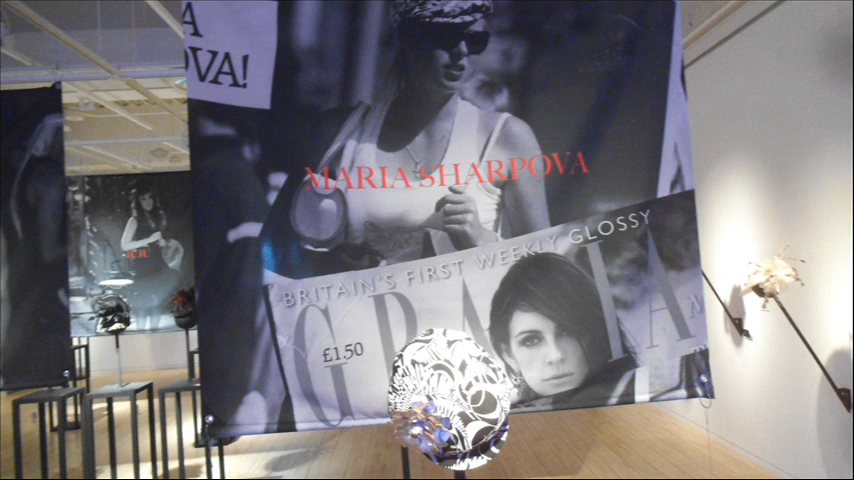 A
OVA!
MARIA SHARPOVA
BRITAIN'S FIRST WEEKLY GLOSSY
GRAZIA
£1.50